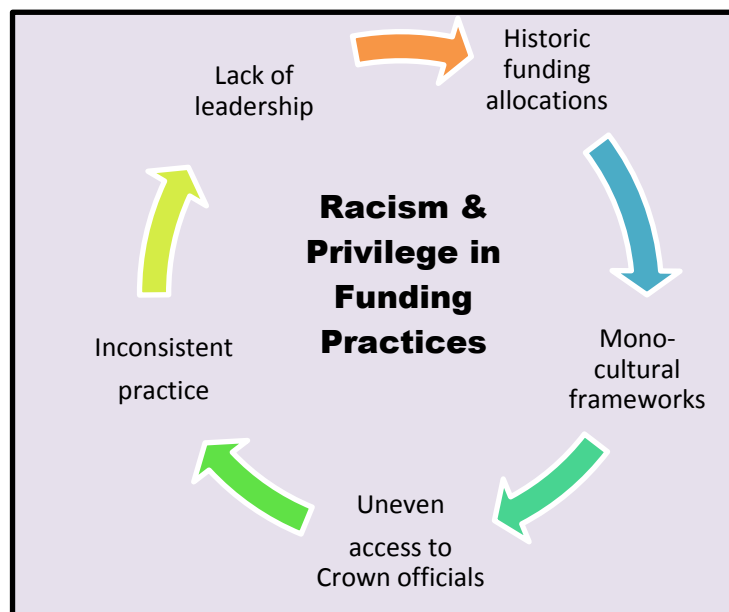 Historic
funding
allocations
Lack of
leadership
Racism &
Privilege in
Funding
Practices
Mono-
cultural
frameworks
Inconsistent
practice
Uneven
access to
Crown officials